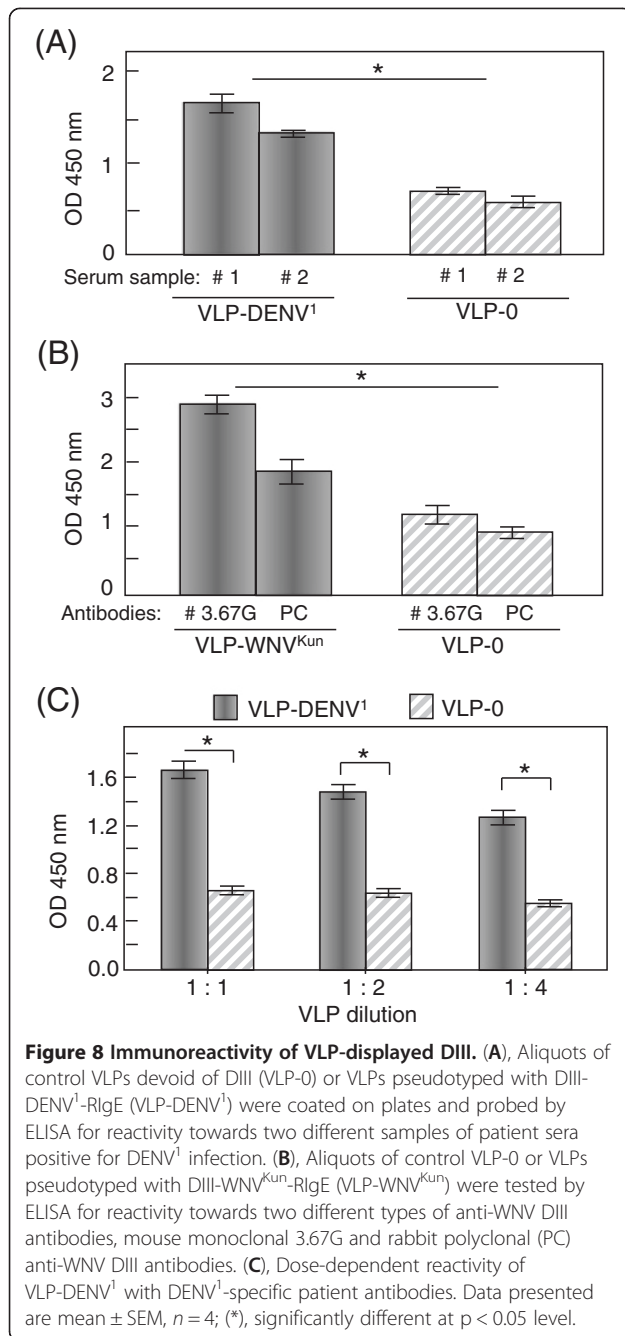 (A)
*
2
1
0
OD 450 nm
Serum sample: # 1 # 2 # 1 # 2
VLP-DENV¹ VLP-0
(B)
*
3
2
1
0
OD 450 nm
Antibodies: # 3.67G PC # 3.67G PC
VLP-WNVᴷᵘⁿ VLP-0
(C)
VLP-DENV¹ VLP-0
* * *
1.6
1.2
0.8
0.4
0.0
OD 450 nm
1 : 1 1 : 2 1 : 4
VLP dilution
Figure 8 Immunoreactivity of VLP-displayed DIII. (A), Aliquots of
control VLPs devoid of DIII (VLP-0) or VLPs pseudotyped with DIII-
DENV¹-RIgE (VLP-DENV¹) were coated on plates and probed by
ELISA for reactivity towards two different samples of patient sera
positive for DENV¹ infection. (B), Aliquots of control VLP-0 or VLPs
pseudotyped with DIII-WNVᴷᵘⁿ-RIgE (VLP-WNVᴷᵘⁿ) were tested by
ELISA for reactivity towards two different types of anti-WNV DIII
antibodies, mouse monoclonal 3.67G and rabbit polyclonal (PC)
anti-WNV DIII antibodies. (C), Dose-dependent reactivity of
VLP-DENV¹ with DENV¹-specific patient antibodies. Data presented
are mean ± SEM, n = 4; (*), significantly different at p < 0.05 level.